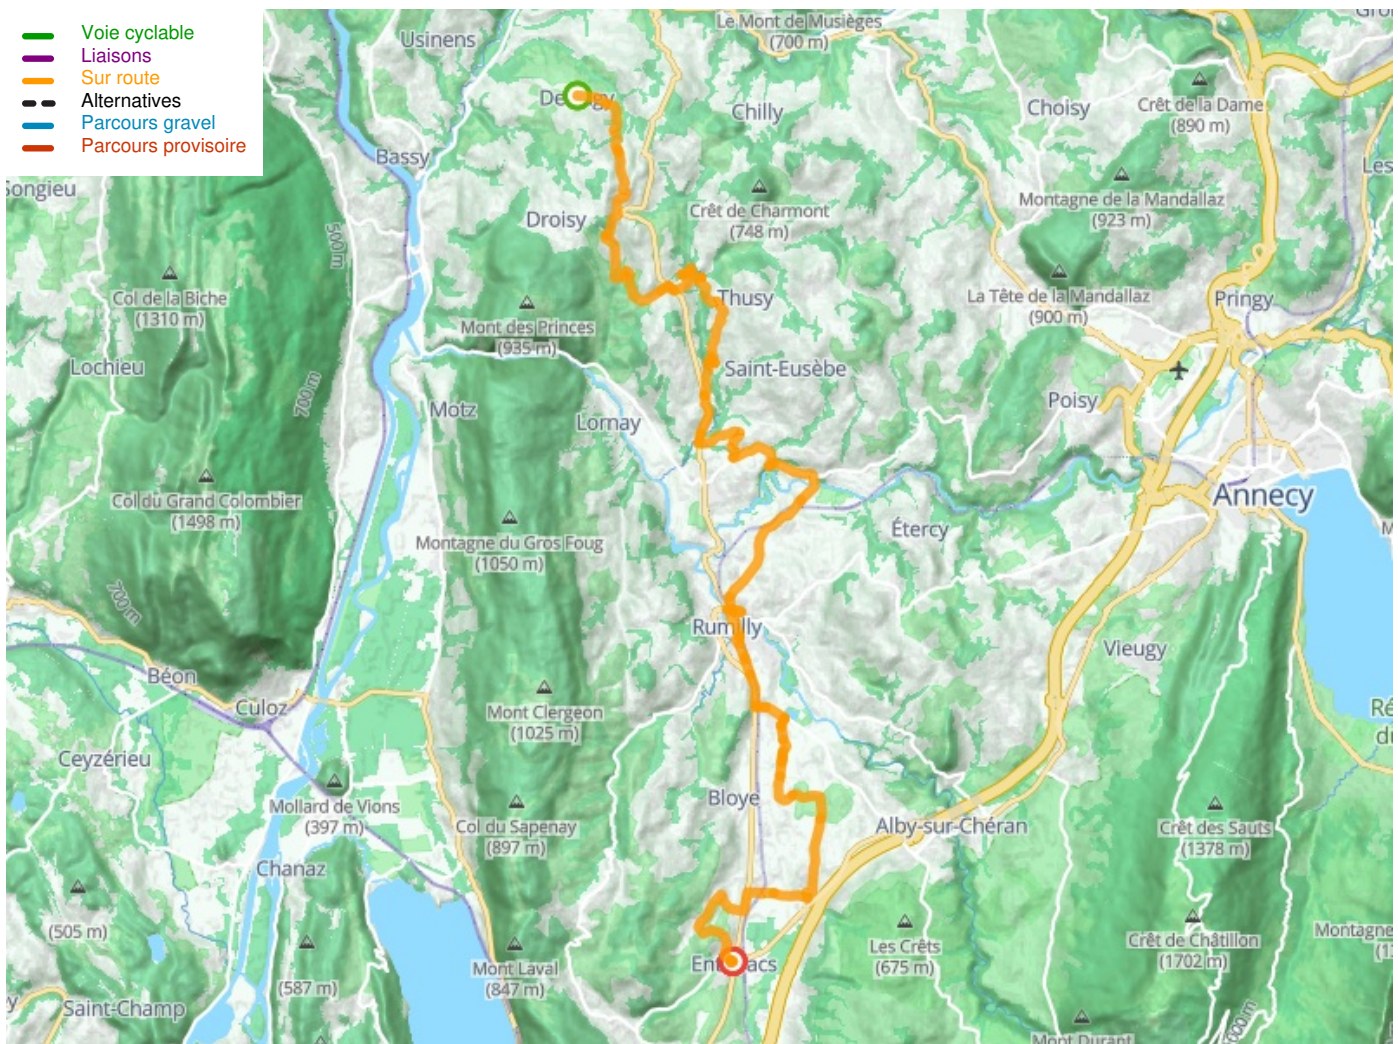 Voie cyclable
Liaisons
Sur route
Alternatives
Parcours gravel
Parcours provisoire
Usinens
Le Mont de Musièges
(700 m)
Chilly
Choisy
Crêt de la Dame
(890 m)
Bassy
Songieu
Les
Droisy
Crêt de Charmont
(748 m)
Montagne de la Mandallaz
(923 m)
500 m
Col de la Biche
(1310 m)
Mont des Princes
(935 m)
Thusy
La Tête de la Mandallaz
(900 m)
Pringy
Lochieu
700 m
Saint-Eusèbe
Motz
Lornay
Poisy
Col du Grand Colombier
(1498 m)
Annecy
Montagne du Gros Foug
(1050 m)
Étercy
700 m
Rumilly
Vieugy
Béon
Culoz
Mont Clergeon
(1025 m)
Ré
Ceyzérieu
Mollard de Vions
(397 m)
Bloye
Col du Sapenay
(897 m)
Alby-sur-Chéran
Crêt des Sauts
(1378 m)
Chanaz
(505 m)
(587 m)
Mont Laval
(847 m)
Les Crêts
(675 m)
Crêt de Châtillon
(1702 m)
Montagne
Saint-Champ
Mont Durant